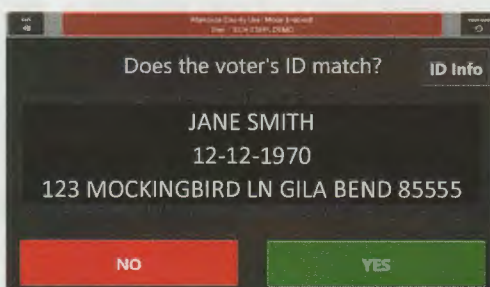 Does the voter's ID match?
ID Info
JANE SMITH
12-12-1970
123 MOCKINGBIRD LN GILA BEND 85555
NO
YES